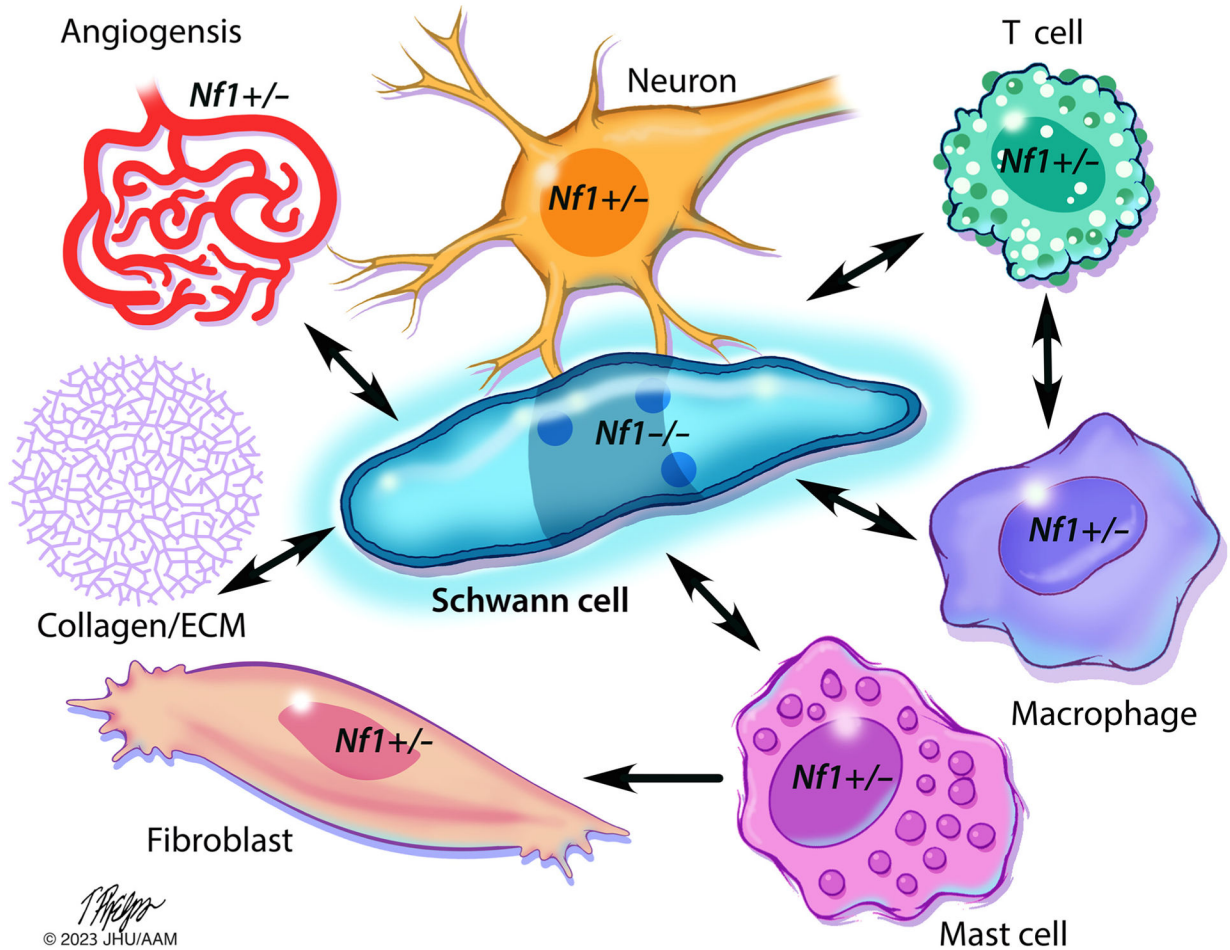 Angiogensis
Nf1+/–
Neuron
Nf1+/–
T cell
Nf1+/–
Nf1–/–
Schwann cell
Collagen/ECM
Nf1+/–
Macrophage
Nf1+/–
Fibroblast
Nf1+/–
Mast cell
© 2023 JHU/AAM